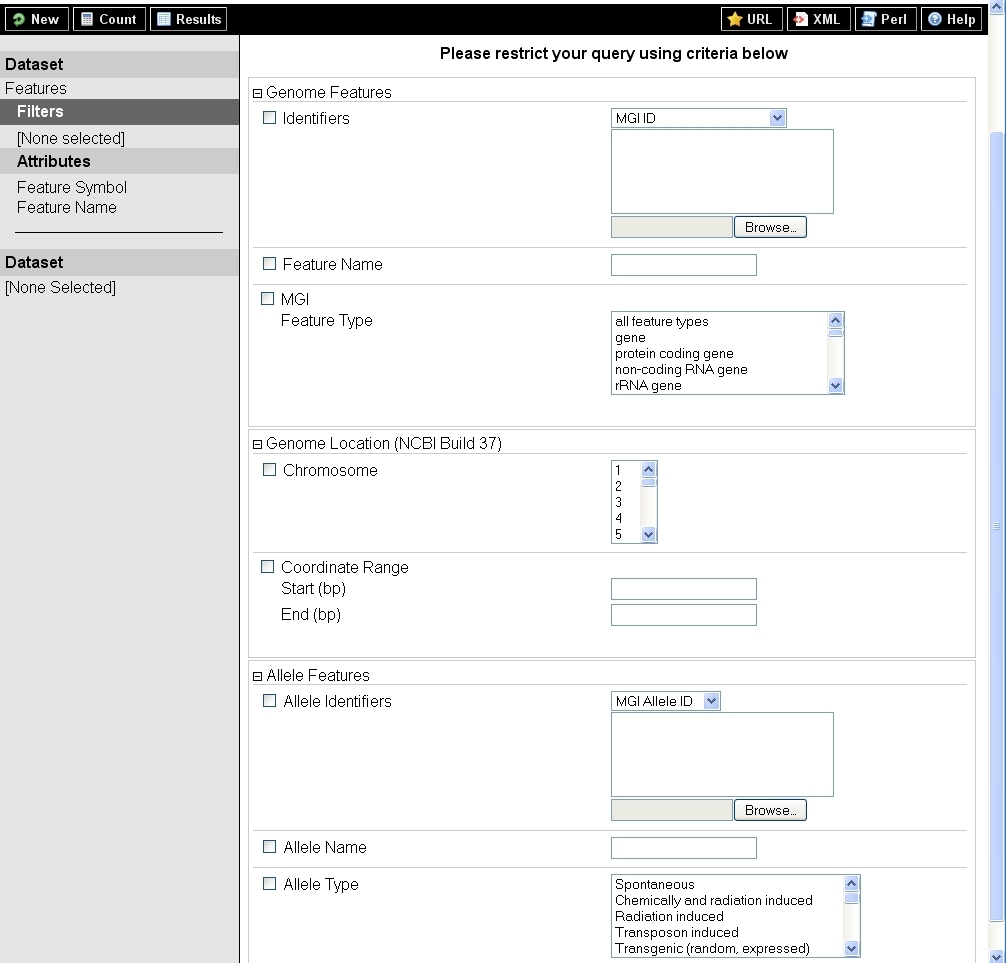 New Count Results URL XML Perl Help
Dataset
Features
Filters
[None selected]
Attributes
Feature Symbol
Feature Name
Dataset
[None Selected]
Please restrict your query using criteria below
Genome Features
Identifiers MGI ID
Browse...
Feature Name
MGI
Feature Type
all feature types
gene
protein coding gene
non-coding RNA gene
rRNA gene
Genome Location (NCBI Build 37)
Chromosome
1
2
3
4
5
Coordinate Range
Start (bp)
End (bp)
Allele Features
Allele Identifiers MGI Allele ID
Browse...
Allele Name
Allele Type
Spontaneous
Chemically and radiation induced
Radiation induced
Transposon induced
Transgenic (random, expressed)